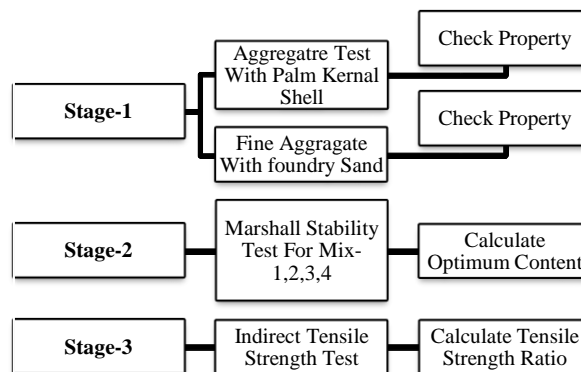 Check Property
Aggregatre Test
With Palm Kernal
Shell
Stage-1
Check Property
Fine Aggragate
With foundry Sand
Marshall Stability
Test For Mix-
1,2,3,4
Stage-2
Calculate
Optimum Content
Stage-3
Indirect Tensile
Strength Test
Calculate Tensile
Strength Ratio